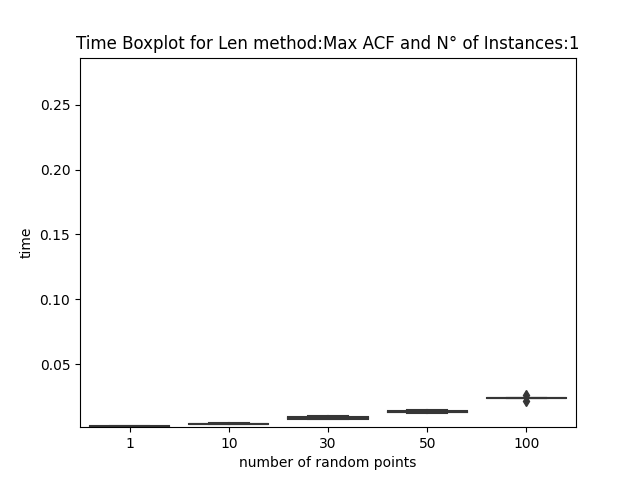 Time Boxplot for Len method:Max ACF and N° of Instances:1
0.25
0.20
0.15
0.10
0.05
time
1 10 30 50 100
number of random points